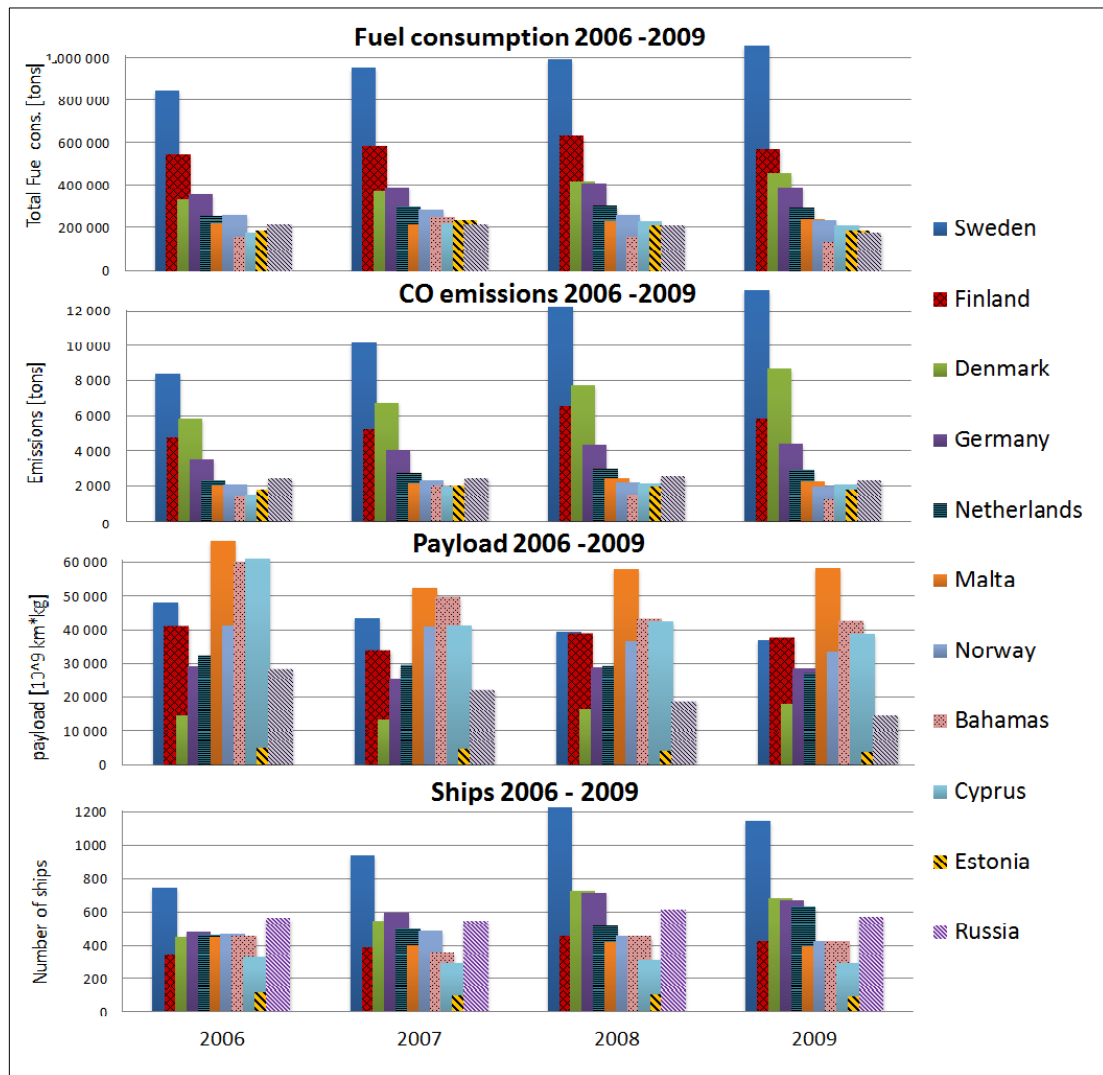 Fuel consumption 2006 -2009
Total Fue cons. [tons]
1,000 000
800 000
600 000
400 000
200 000
0
CO emissions 2006 -2009
Emissions [tons]
12 000
10 000
8 000
6 000
4 000
2 000
0
Payload 2006 -2009
payload [10^9 km*kg]
60 000
50 000
40 000
30 000
20 000
10 000
0
Ships 2006 - 2009
Number of ships
1200
1000
800
600
400
200
0
2006
2007
2008
2009
Sweden
Finland
Denmark
Germany
Netherlands
Malta
Norway
Bahamas
Cyprus
Estonia
Russia